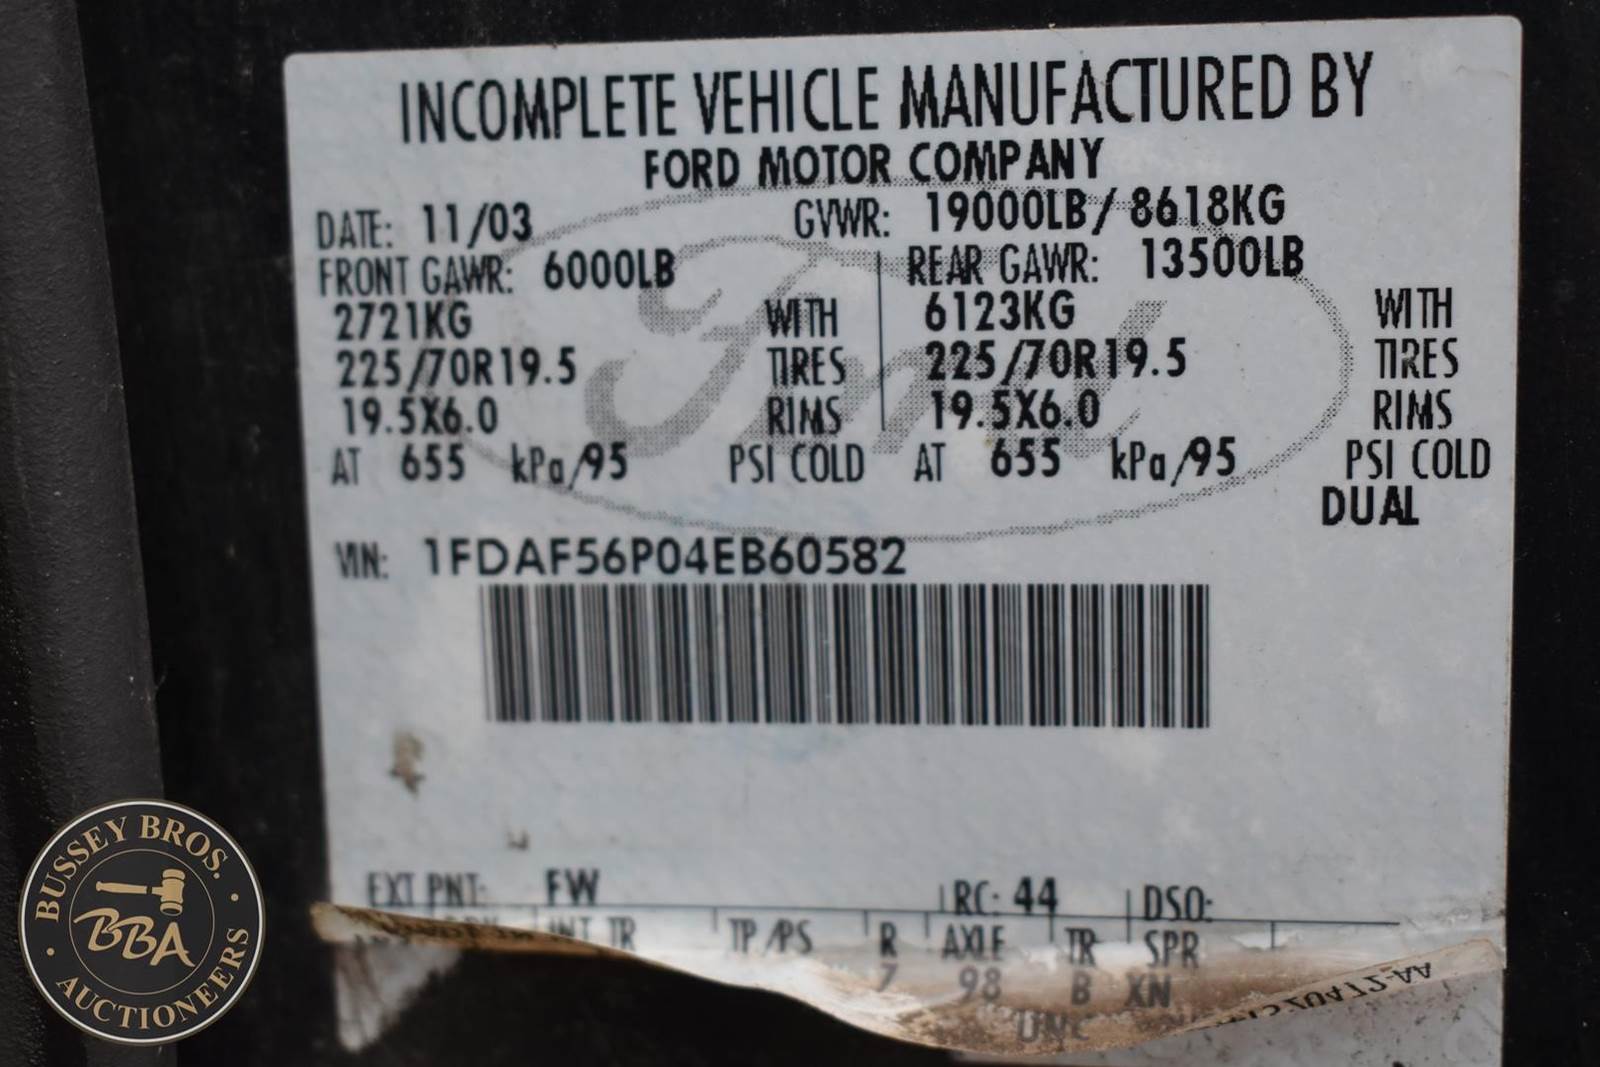 INCOMPLETE VEHICLE MANUFACTURED BY
FORD MOTOR COMPANY
DATE: 11/03 GVWR: 19000LB/ 8618KG
FRONT GAWR: 6000LB REAR GAWR: 13500LB
2721KG WITH 6123KG WITH
225/70R19.5 TIRES 225/70R19.5 TIRES
19.5X6.0 RIMS 19.5X6.0 RIMS
AT 655 kPa/95 PSI COLD AT 655 kPa/95 PSI COLD
DUAL
Ford
VIN: 1FDAF56P04EB60582
EXT PNT: FW RC: 44 DSO:
INT TR TP/PS R AXLE TR SPR
7 98 B XN
BUSSEY BROS.
BBA
AUCTIONEERS